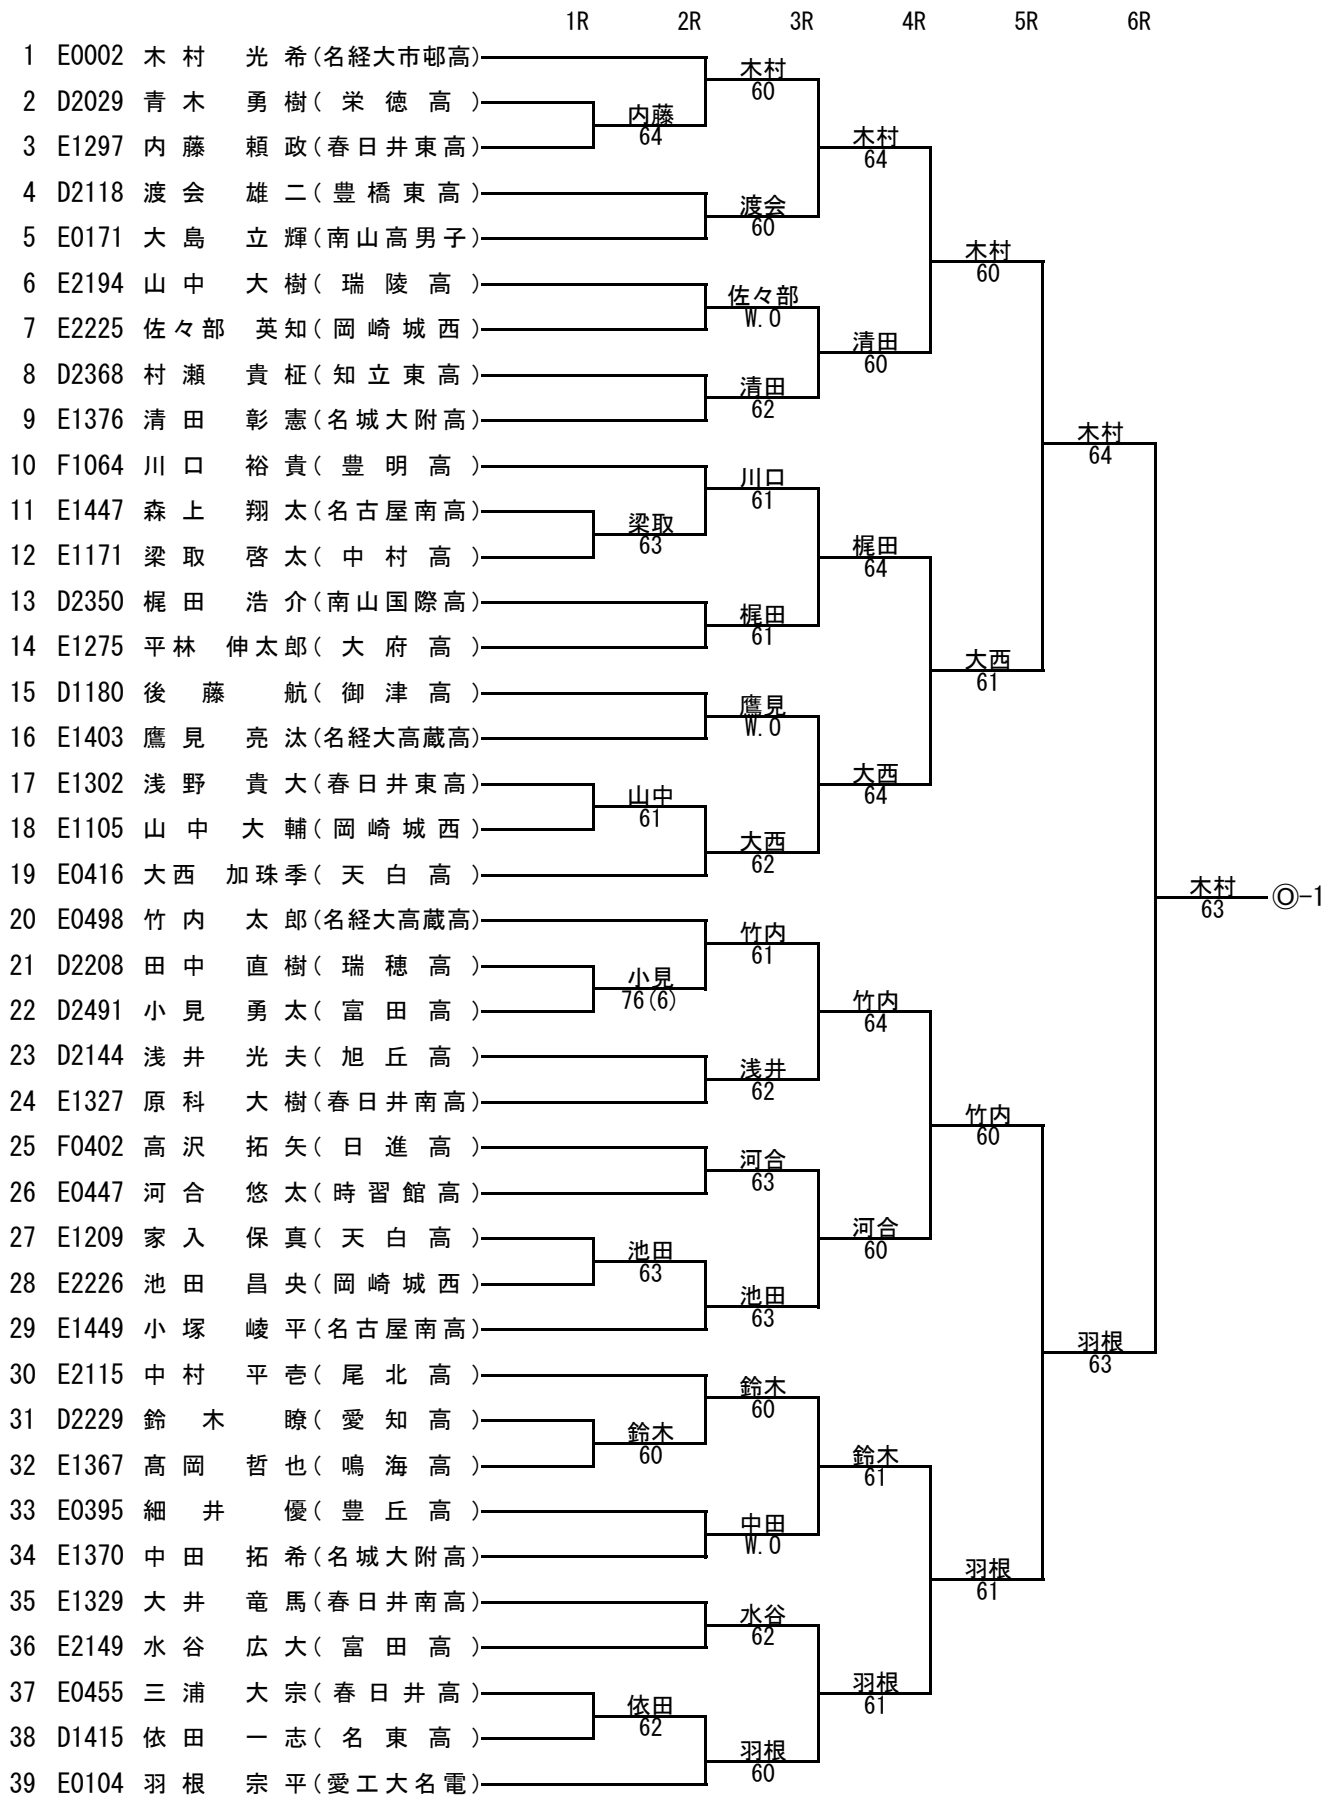 1R 2R 3R 4R 5R 6R
1 E0002 木村 光希(名経大市邨高)
木村
60
2 D2029 青木 勇樹(栄徳高)
内藤
64
3 E1297 内藤 頼政(春日井東高)
木村
64
4 D2118 渡会 雄二(豊橋東高)
渡会
60
5 E0171 大島 立輝(南山高男子)
木村
60
6 E2194 山中 大樹(瑞陵高)
佐々部
W.O
7 E2225 佐々部 英知(岡崎城西)
清田
60
8 D2368 村瀬 貴柾(知立東高)
清田
62
9 E1376 清田 彰憲(名城大附高)
木村
64
10 F1064 川口 裕貴(豊明高)
川口
61
11 E1447 森上 翔太(名古屋南高)
梁取
63
12 E1171 梁取 啓太(中村高)
梶田
64
13 D2350 梶田 浩介(南山国際高)
梶田
61
14 E1275 平林 伸太郎(大府高)
大西
61
15 D1180 後藤 航(御津高)
鷹見
W.O
16 E1403 鷹見 亮汰(名経大高蔵高)
大西
64
17 E1302 浅野 貴大(春日井東高)
山中
61
18 E1105 山中 大輔(岡崎城西)
大西
62
19 E0416 大西 加珠季(天白高)
木村
63
Ⓞ-1
20 E0498 竹内 太郎(名経大高蔵高)
竹内
61
21 D2208 田中 直樹(瑞穂高)
小見
76(6)
22 D2491 小見 勇太(富田高)
竹内
64
23 D2144 浅井 光夫(旭丘高)
浅井
62
24 E1327 原科 大樹(春日井南高)
竹内
60
25 F0402 高沢 拓矢(日進高)
河合
63
26 E0447 河合 悠太(時習館高)
河合
60
27 E1209 家入 保真(天白高)
池田
63
28 E2226 池田 昌央(岡崎城西)
池田
63
29 E1449 小塚 崚平(名古屋南高)
羽根
63
30 E2115 中村 平壱(尾北高)
鈴木
60
31 D2229 鈴木 瞭(愛知高)
鈴木
60
32 E1367 髙岡 哲也(鳴海高)
鈴木
61
33 E0395 細井 優(豊丘高)
中田
W.O
34 E1370 中田 拓希(名城大附高)
羽根
61
35 E1329 大井 竜馬(春日井南高)
水谷
62
36 E2149 水谷 広大(富田高)
羽根
61
37 E0455 三浦 大宗(春日井高)
依田
62
38 D1415 依田 一志(名東高)
羽根
60
39 E0104 羽根 宗平(愛工大名電)